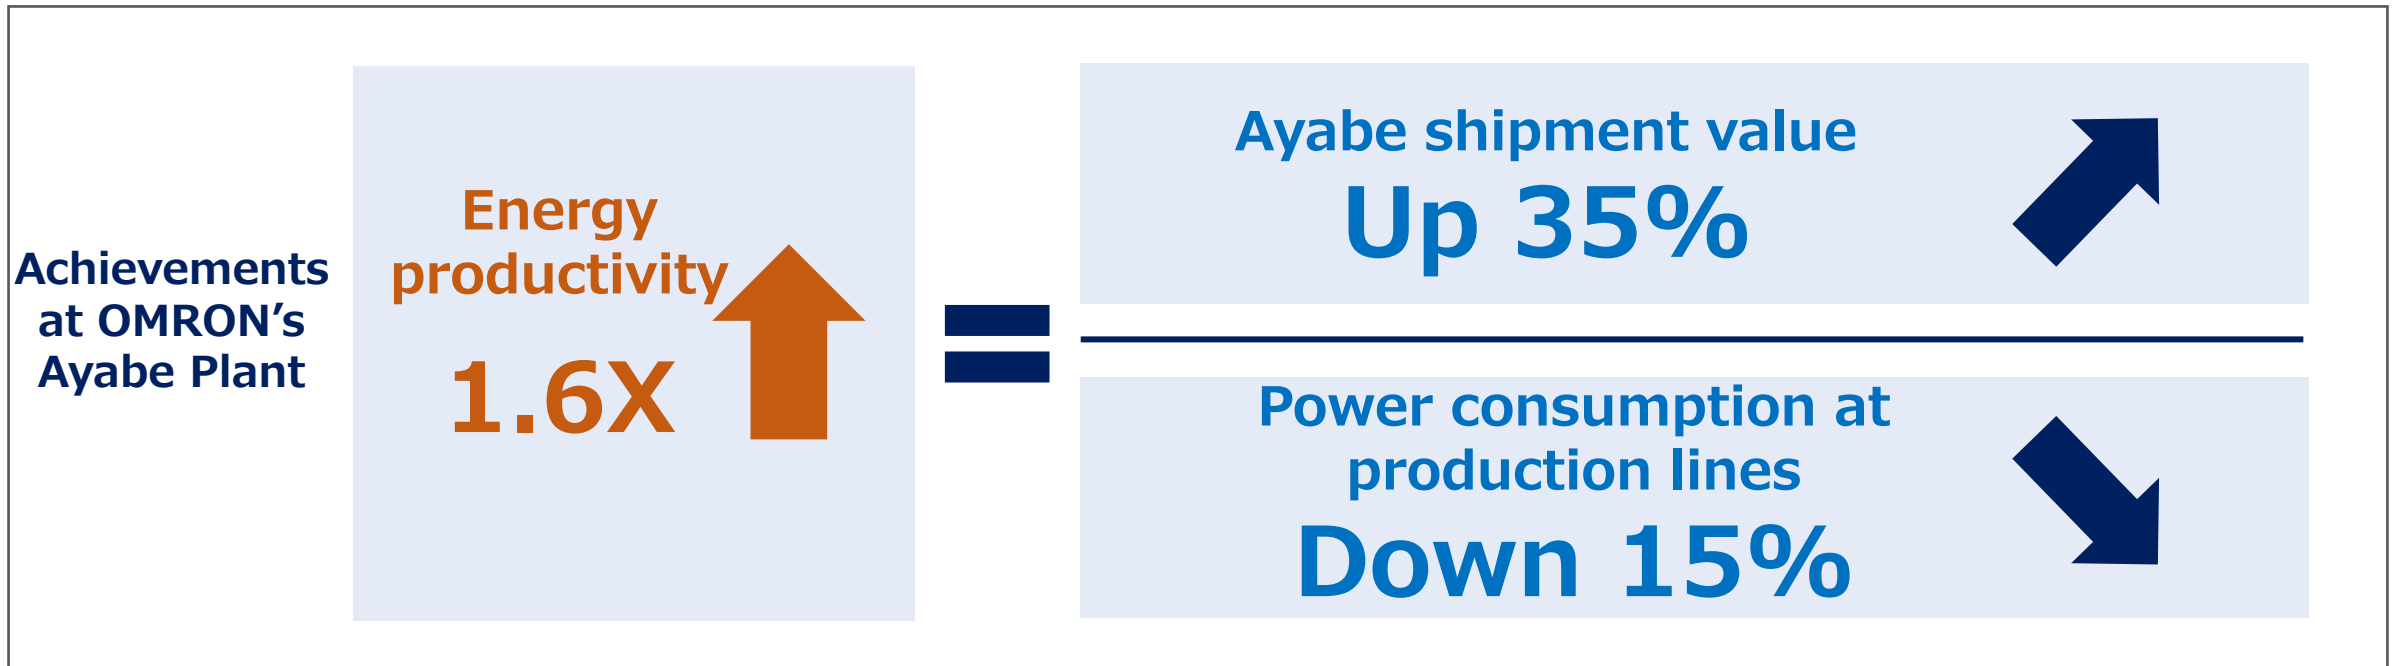 Achievements
at OMRON’s
Ayabe Plant
Energy
productivity
1.6X
Ayabe shipment value
Up 35%
Power consumption at
production lines
Down 15%